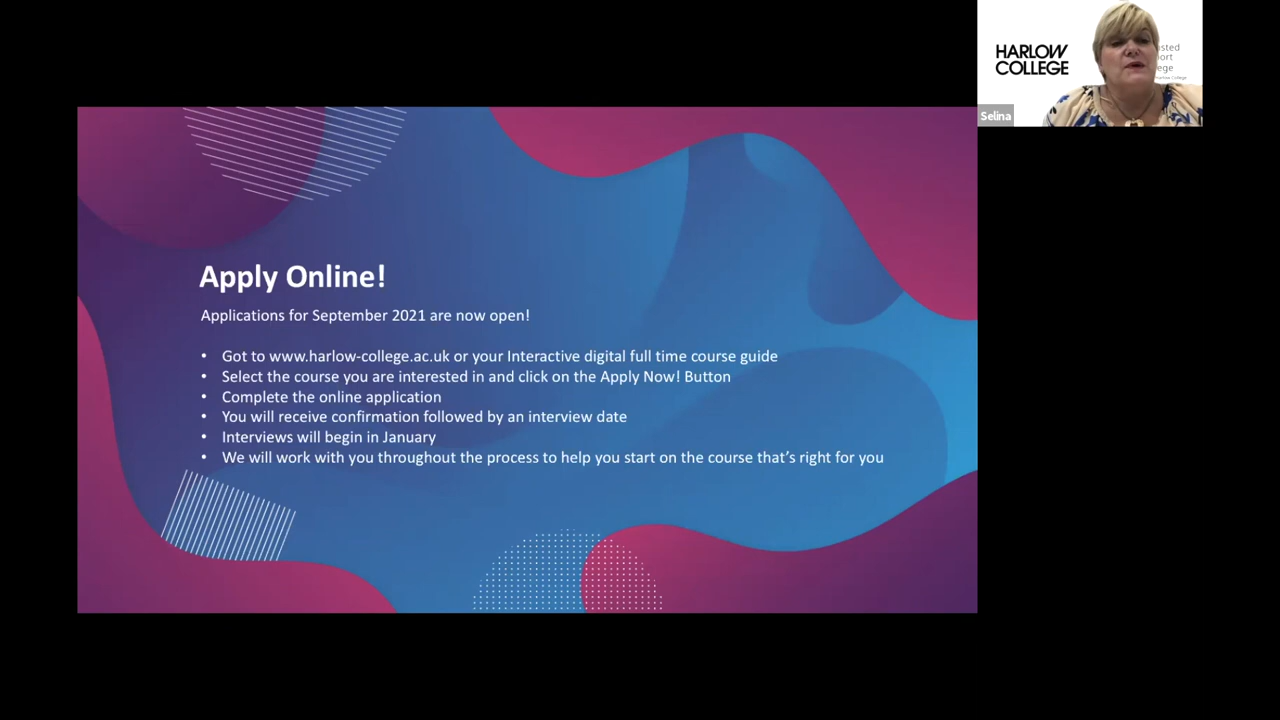 HARLOW
COLLEGE
Selina
Apply Online!
Applications for September 2021 are now open!
• Got to www.harlow-college.ac.uk or your Interactive digital full time course guide
• Select the course you are interested in and click on the Apply Now! Button
• Complete the online application
• You will receive confirmation followed by an interview date
• Interviews will begin in January
• We will work with you throughout the process to help you start on the course that’s right for you